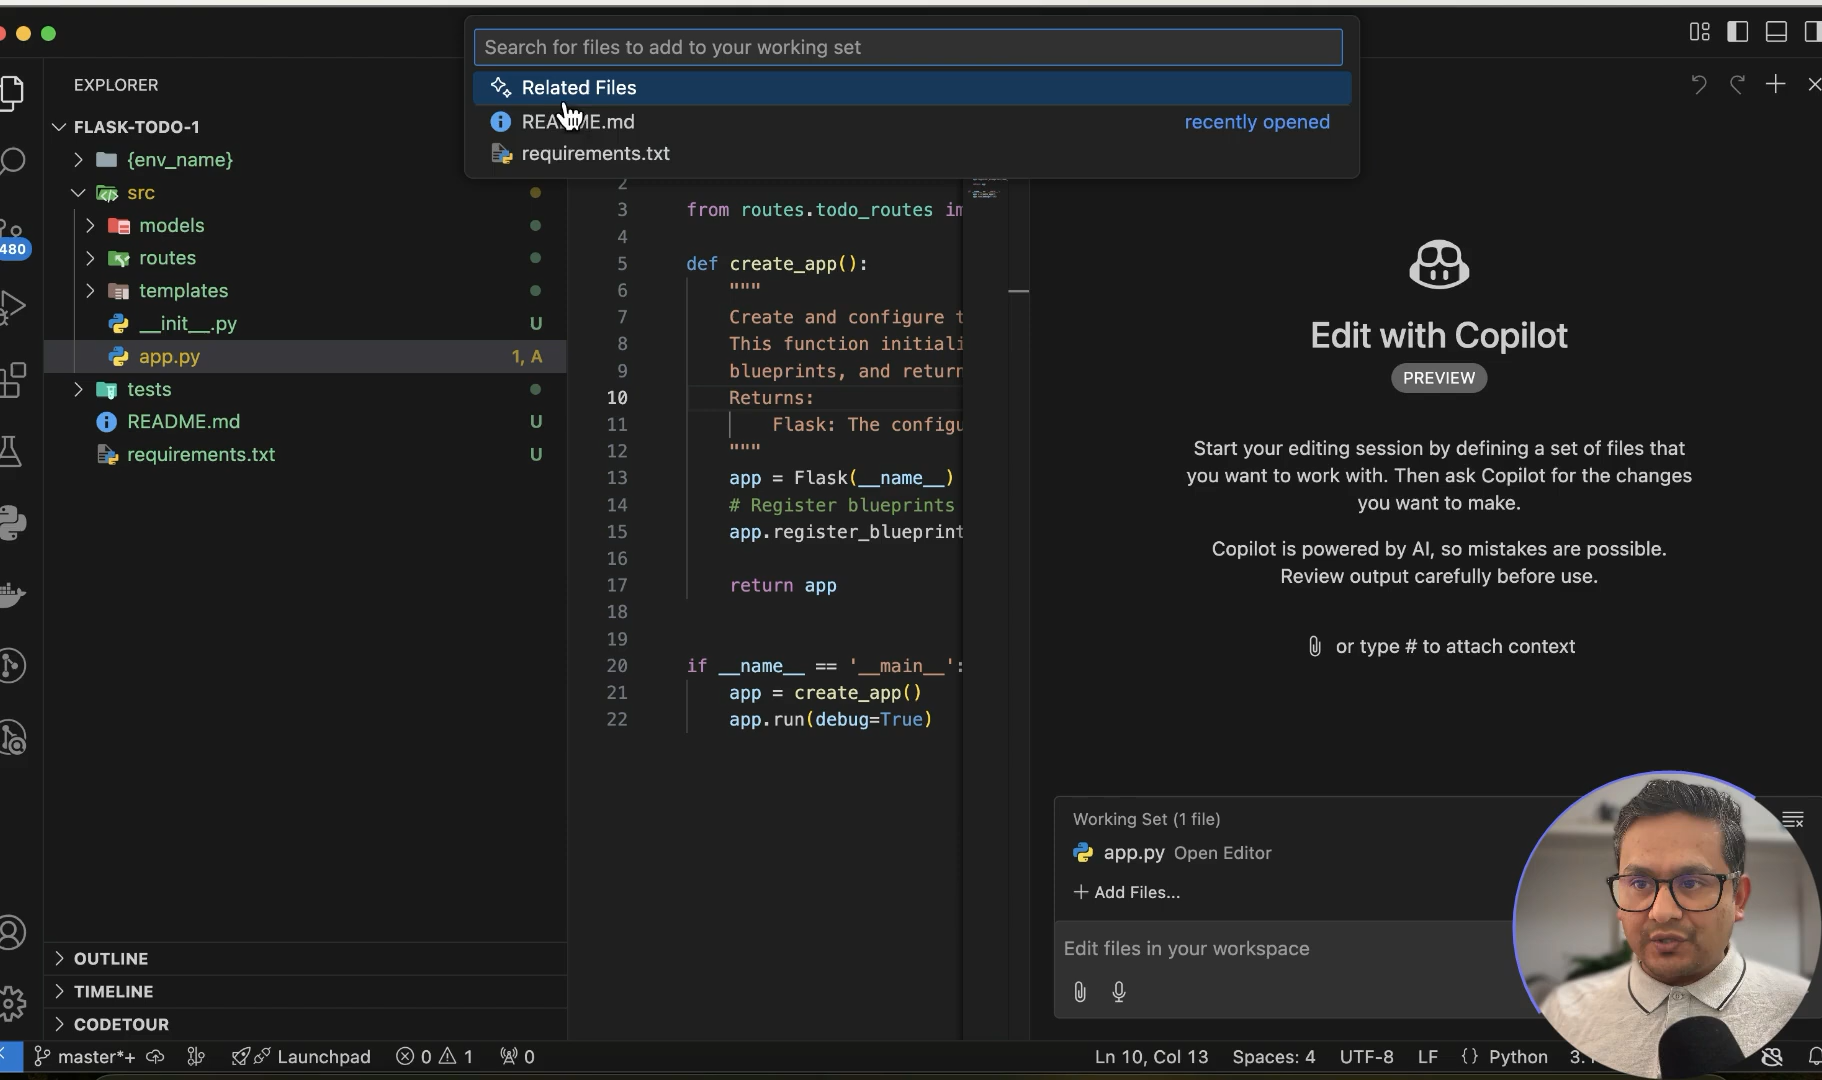 Search for files to add to your working set
Related Files
README.md
recently opened
requirements.txt
EXPLORER
FLASK-TODO-1
{env_name}
src
models
routes
templates
__init__.py
U
app.py
1, A
tests
README.md
U
requirements.txt
U
OUTLINE
TIMELINE
CODETOUR
480
2
3 from routes.todo_routes im
4
5 def create_app():
6 """
7 Create and configure t
8 This function initiali
9 blueprints, and return
10 Returns:
11 Flask: The configu
12 """
13 app = Flask(__name__)
14 # Register blueprints
15 app.register_blueprint
16
17 return app
18
19
20 if __name__ == '__main__':
21 app = create_app()
22 app.run(debug=True)
Edit with Copilot
PREVIEW
Start your editing session by defining a set of files that
you want to work with. Then ask Copilot for the changes
you want to make.
Copilot is powered by AI, so mistakes are possible.
Review output carefully before use.
or type # to attach context
Working Set (1 file)
app.py Open Editor
+ Add Files...
Edit files in your workspace
master*+
Launchpad
0
1
0
Ln 10, Col 13
Spaces: 4
UTF-8
LF
{} Python
3.